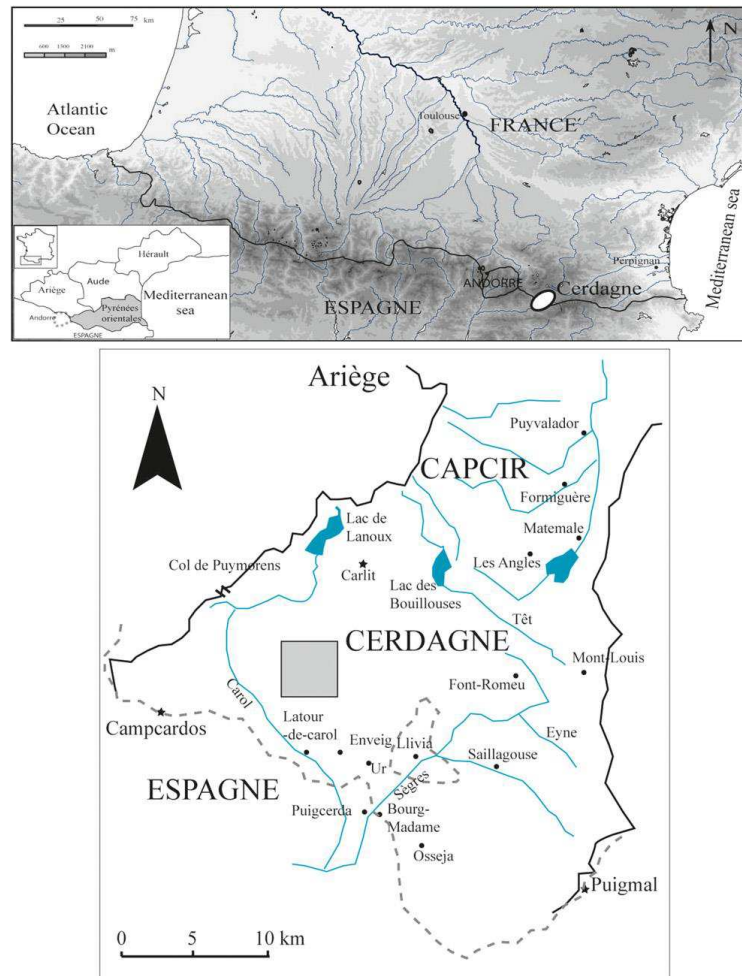 25 50 75 km
600 1300 2100 m
N
Atlantic
Ocean
Toulouse
FRANCE
Mediterranean sea
Perpignan
ANDORRE
Cerdagne
ESPAGNE
Hérault
Aude
Ariège
Mediterranean
sea
Pyrénées
orientales
Andorre
ESPAGNE
Ariège
N
Puyvalador
CAPCIR
Formiguère
Lac de
Lanoux
Matemale
Col de Puymorens
Carlit
Les Angles
Lac des
Bouillouses
Têt
CERDAGNE
Mont-Louis
Font-Romeu
Carol
Campcardos
Latour
-de-carol
Enveig
Llivia
Eyne
Ur
Saillagouse
ESPAGNE
Sègres
Puigcerda
Bourg-
Madame
Osseja
Puigmal
0 5 10 km